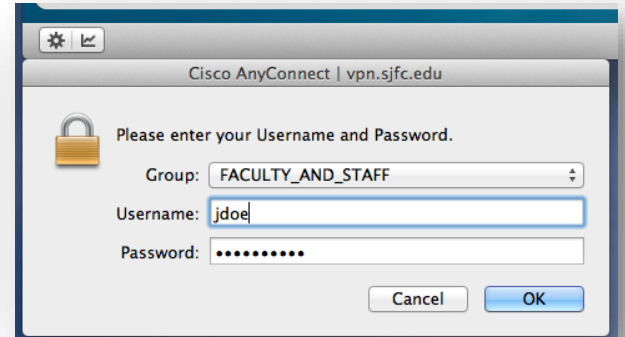 Cisco AnyConnect | vpn.sjfc.edu
Please enter your Username and Password.
Group: FACULTY_AND_STAFF
Username: jdoe
Password: ••••••••••
Cancel OK